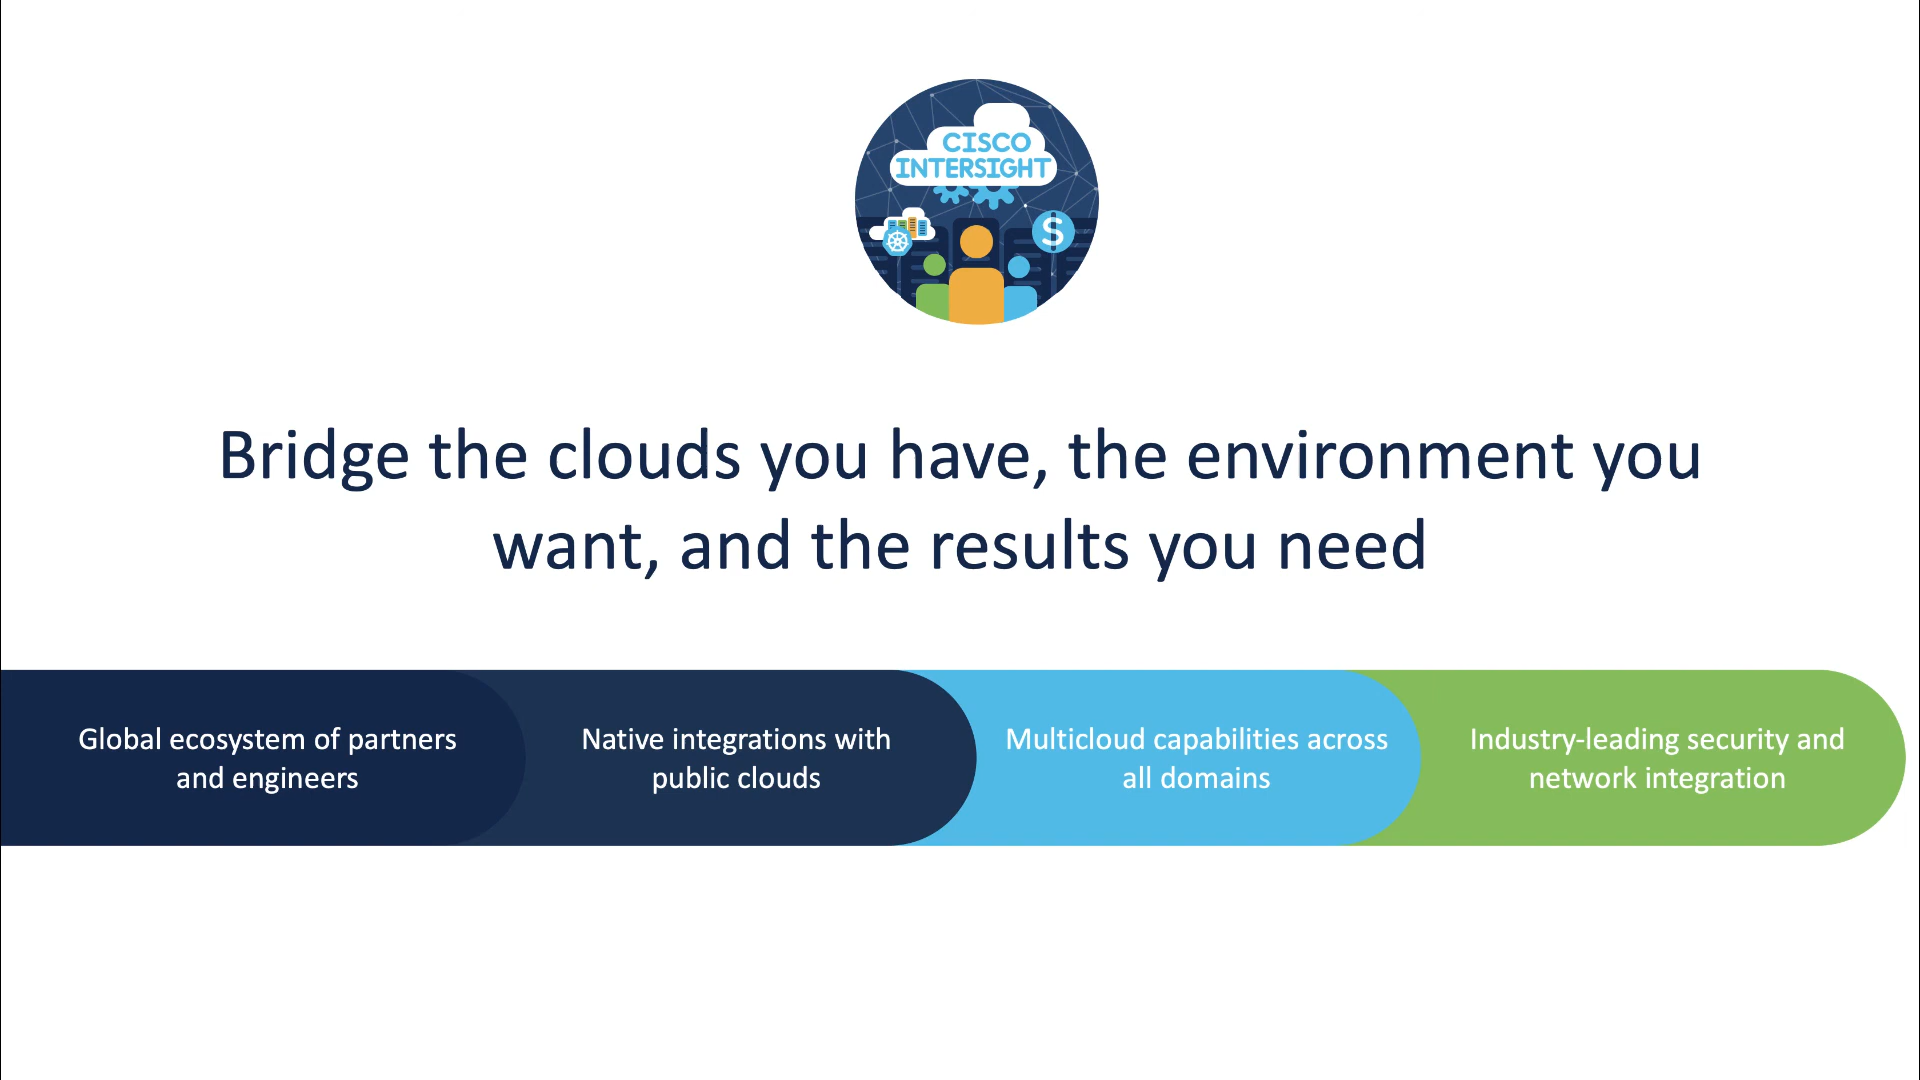 CISCO
INTERSIGHT
$
Bridge the clouds you have, the environment you
want, and the results you need
Global ecosystem of partners
and engineers
Native integrations with
public clouds
Multicloud capabilities across
all domains
Industry-leading security and
network integration